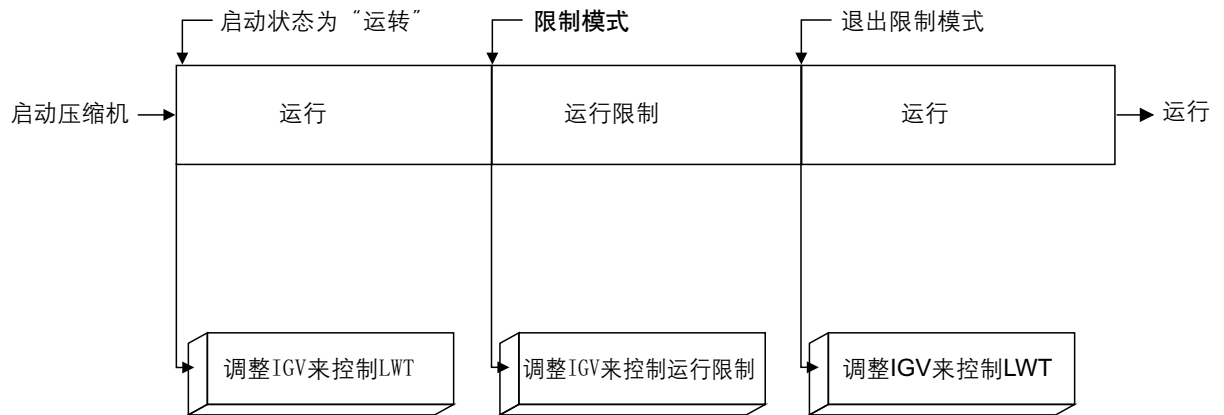 启动状态为“运转”
限制模式
退出限制模式
启动压缩机
运行
运行限制
运行
运行
调整IGV来控制LWT
调整IGV来控制运行限制
调整IGV来控制LWT